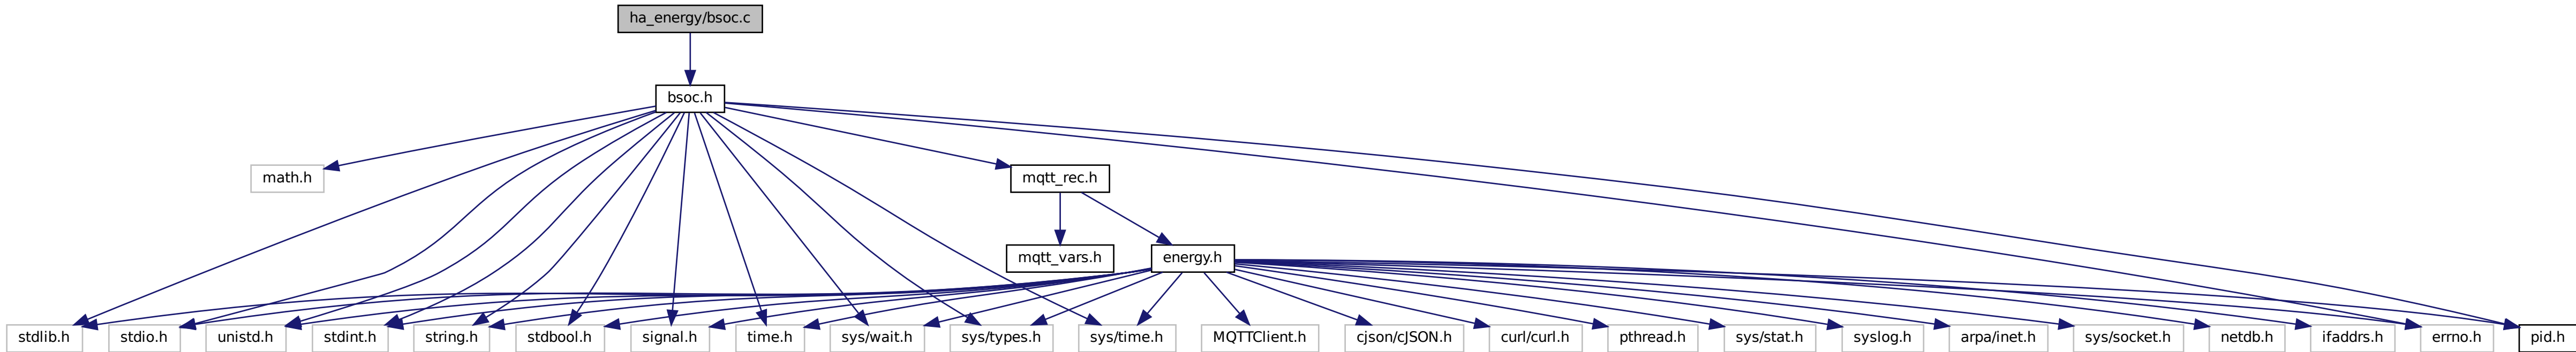 ha_energy/bsoc.c
bsoc.h
math.h
mqtt_rec.h
mqtt_vars.h
energy.h
stdlib.h
stdio.h
unistd.h
stdint.h
string.h
stdbool.h
signal.h
time.h
sys/wait.h
sys/types.h
sys/time.h
MQTTClient.h
cjson/cJSON.h
curl/curl.h
pthread.h
sys/stat.h
syslog.h
arpa/inet.h
sys/socket.h
netdb.h
ifaddrs.h
errno.h
pid.h